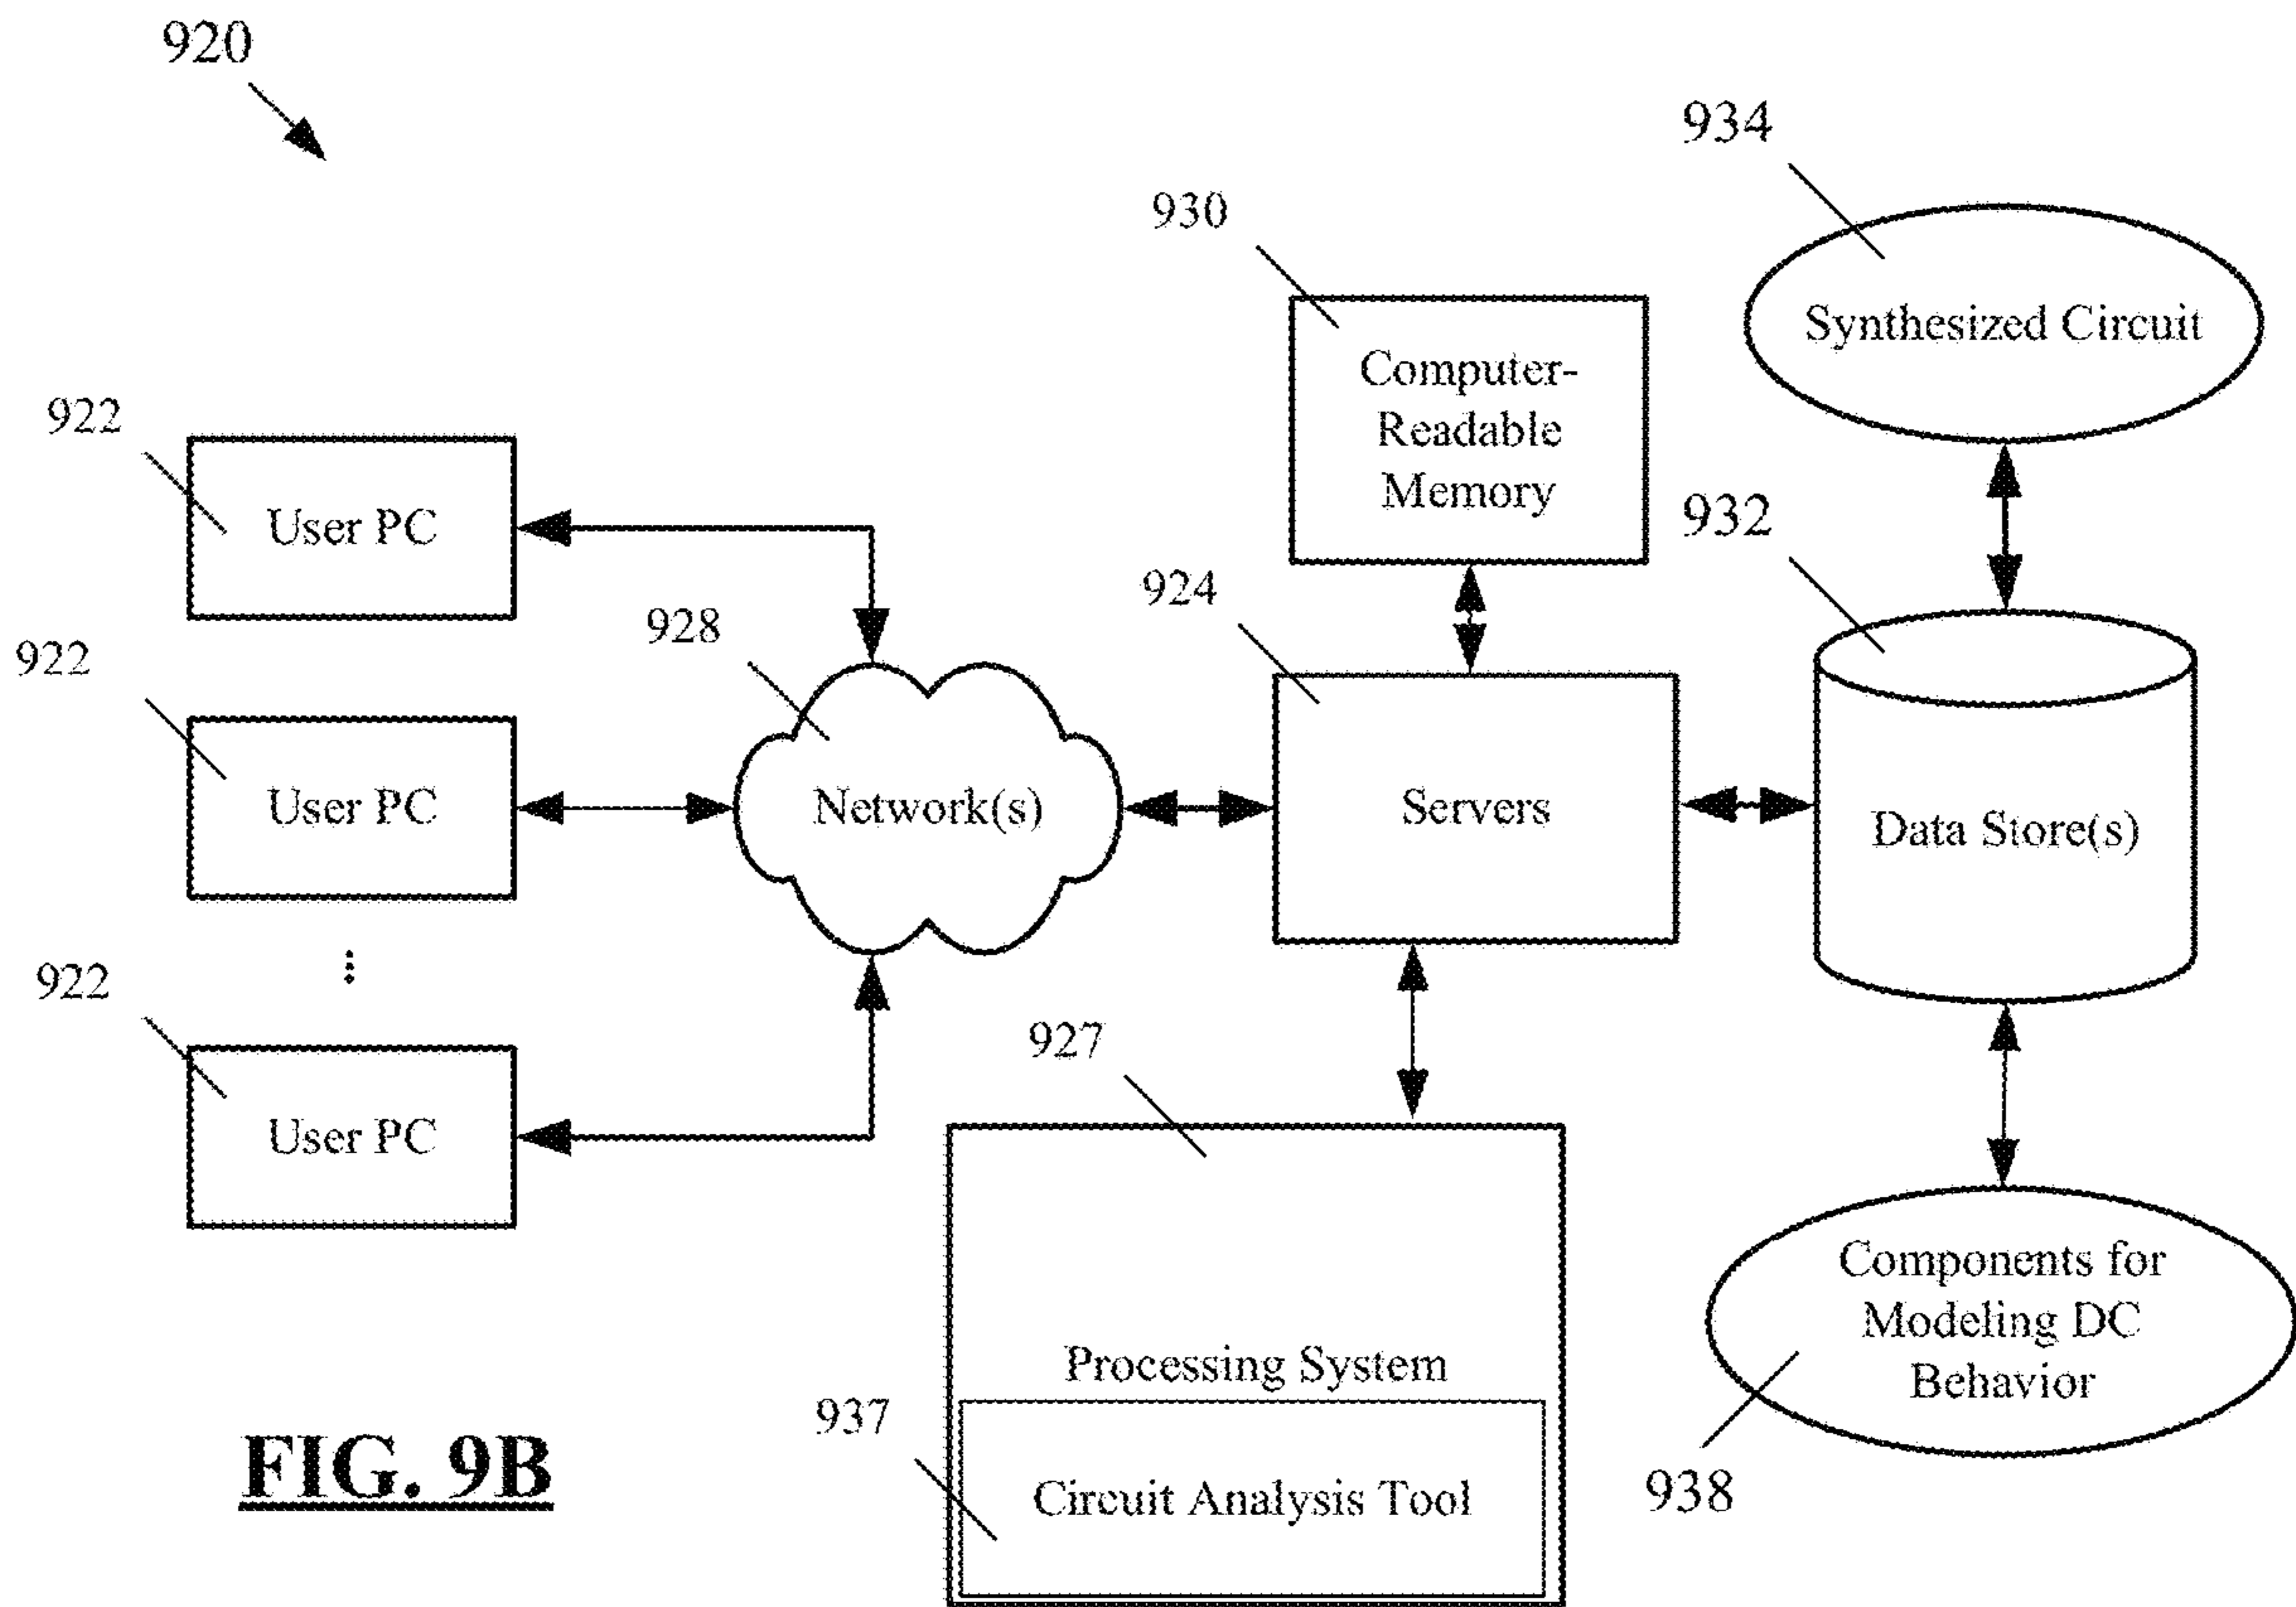 920
934
930
Synthesized Circuit
Computer-
Readable
Memory
922
User PC
932
924
928
922
User PC
Network(s)
Servers
Data Store(s)
⋮
922
User PC
927
Processing System
937
Circuit Analysis Tool
Components for
Modeling DC
Behavior
938
FIG. 9B